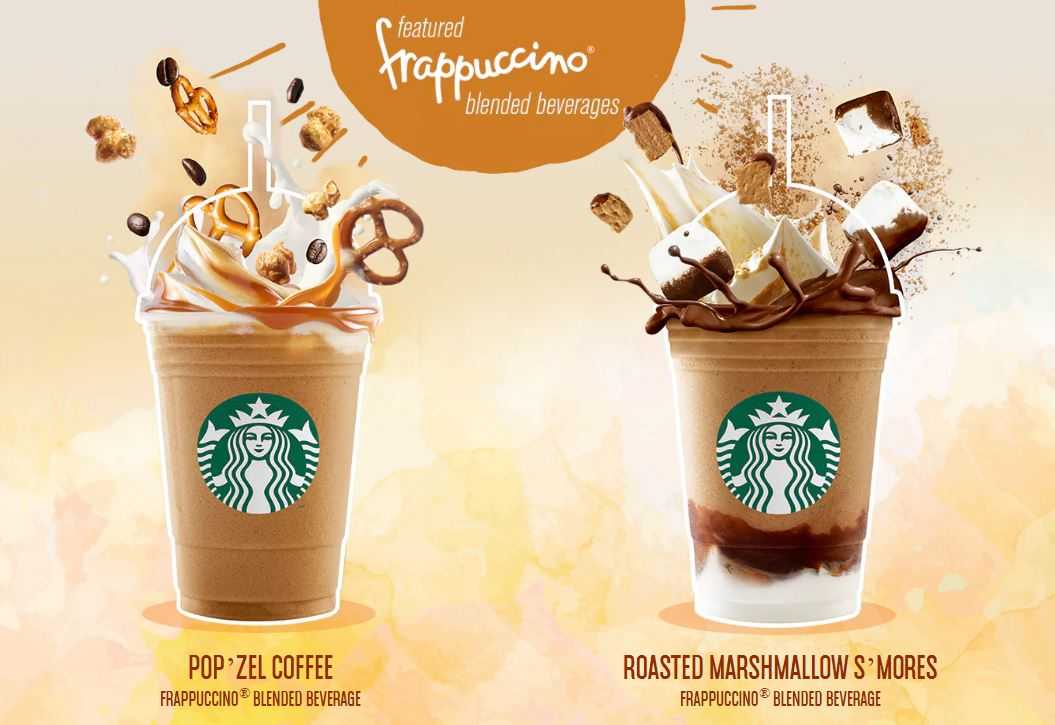 featured
frappuccino®
blended beverages
POP'ZEL COFFEE
FRAPPUCCINO® BLENDED BEVERAGE
ROASTED MARSHMALLOW S'MORES
FRAPPUCCINO® BLENDED BEVERAGE